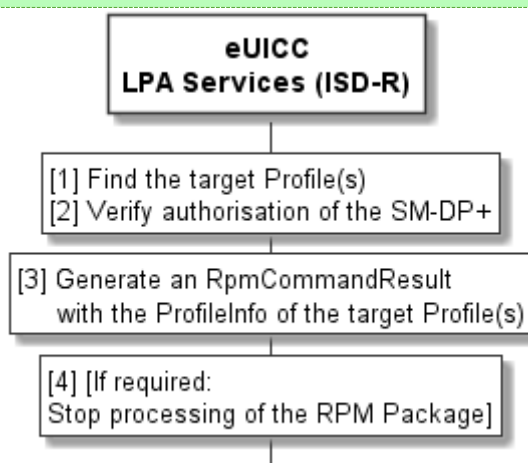 eUICC
LPA Services (ISD-R)
[1] Find the target Profile(s)
[2] Verify authorisation of the SM-DP+
[3] Generate an RpmCommandResult
with the ProfileInfo of the target Profile(s)
[4] [If required:
Stop processing of the RPM Package]